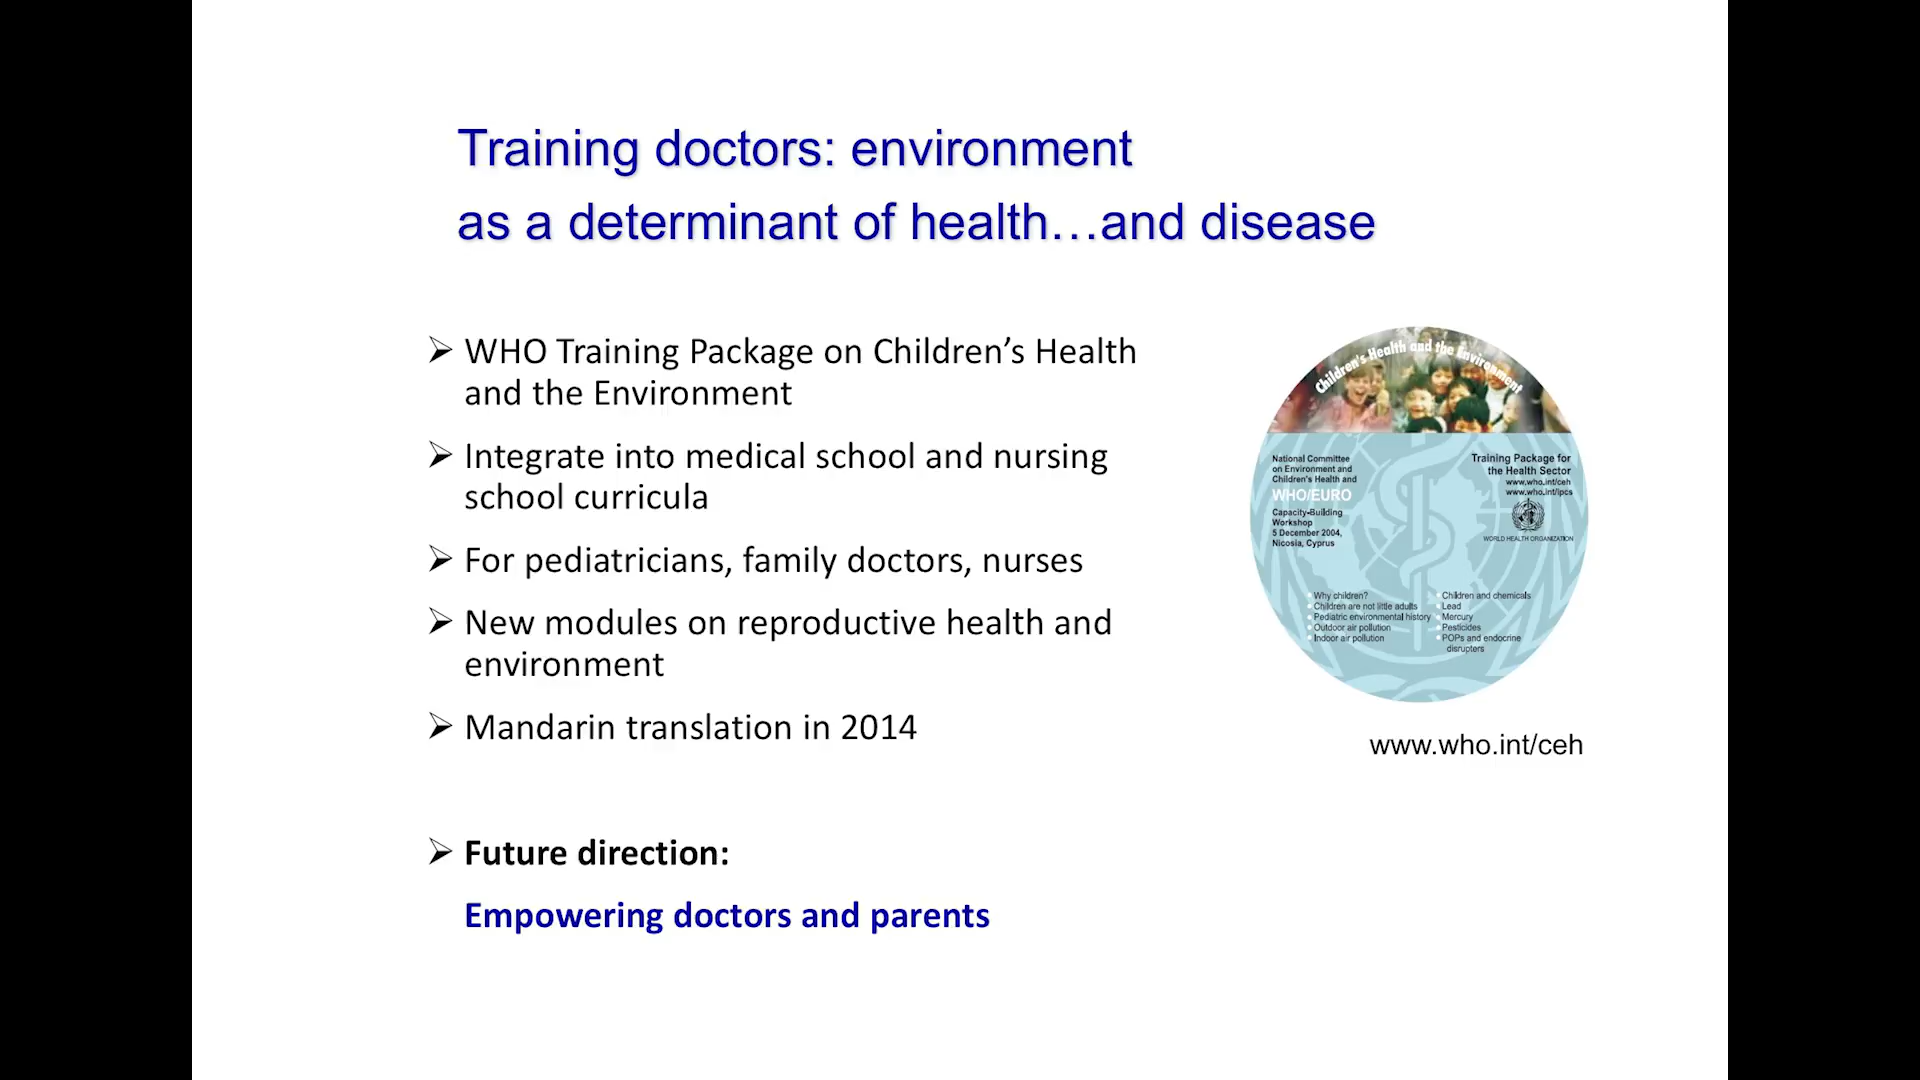 Training doctors: environment
as a determinant of health…and disease
➢ WHO Training Package on Children’s Health
and the Environment
➢ Integrate into medical school and nursing
school curricula
➢ For pediatricians, family doctors, nurses
➢ New modules on reproductive health and
environment
➢ Mandarin translation in 2014
➢ Future direction:
Empowering doctors and parents
Children's Health and the Environment
National Committee
on Environment and
Children's Health and
WHO/EURO
Capacity-Building
Workshop
5 December 2004,
Nicosia, Cyprus
Training Package for
the Health Sector
www.who.int/ceh
www.who.int/ipcs
WORLD HEALTH ORGANIZATION
Why children?
Children are not little adults
Pediatric environmental history
Outdoor air pollution
Indoor air pollution
Children and chemicals
Lead
Mercury
Pesticides
POPs and endocrine
disrupters
www.who.int/ceh